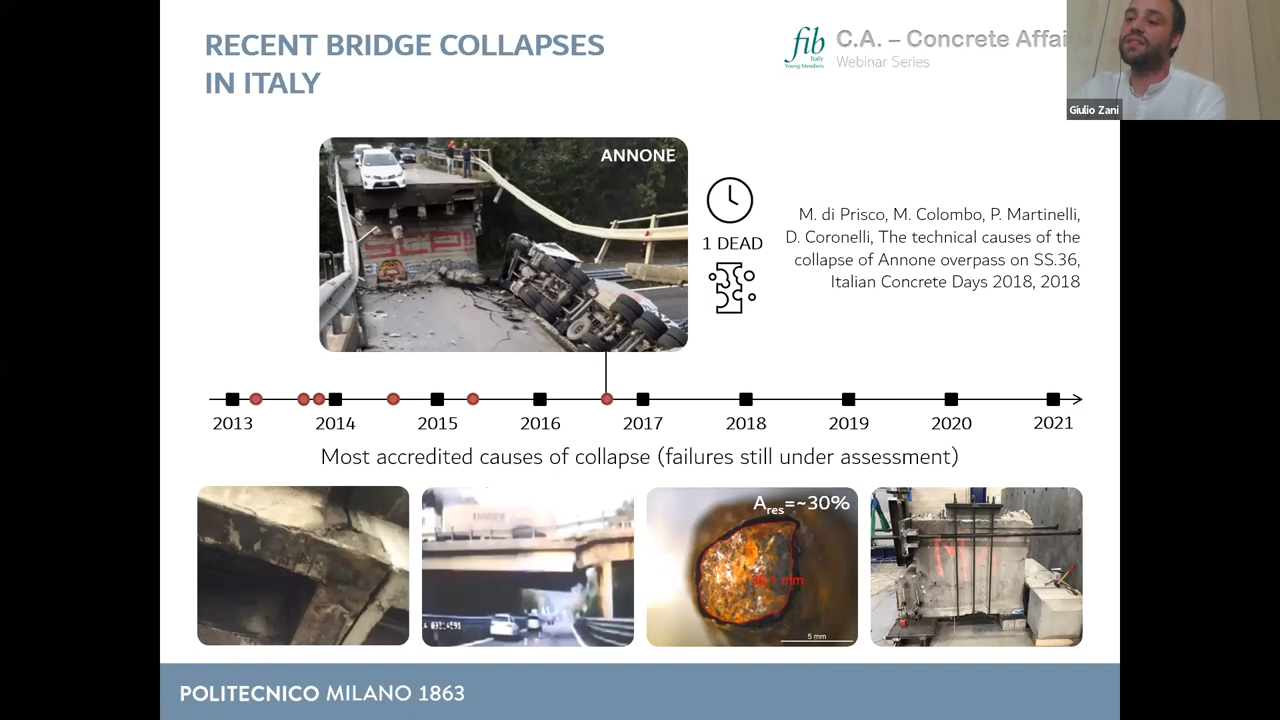 RECENT BRIDGE COLLAPSES
IN ITALY
fib
Italy
Young Members
C.A. – Concrete Affai
Webinar Series
Giulio Zani
ANNONE
1 DEAD
M. di Prisco, M. Colombo, P. Martinelli,
D. Coronelli, The technical causes of the
collapse of Annone overpass on SS.36,
Italian Concrete Days 2018, 2018
2013 2014 2015 2016 2017 2018 2019 2020 2021
Most accredited causes of collapse (failures still under assessment)
Ares=~30%
mm
5 mm
POLITECNICO MILANO 1863